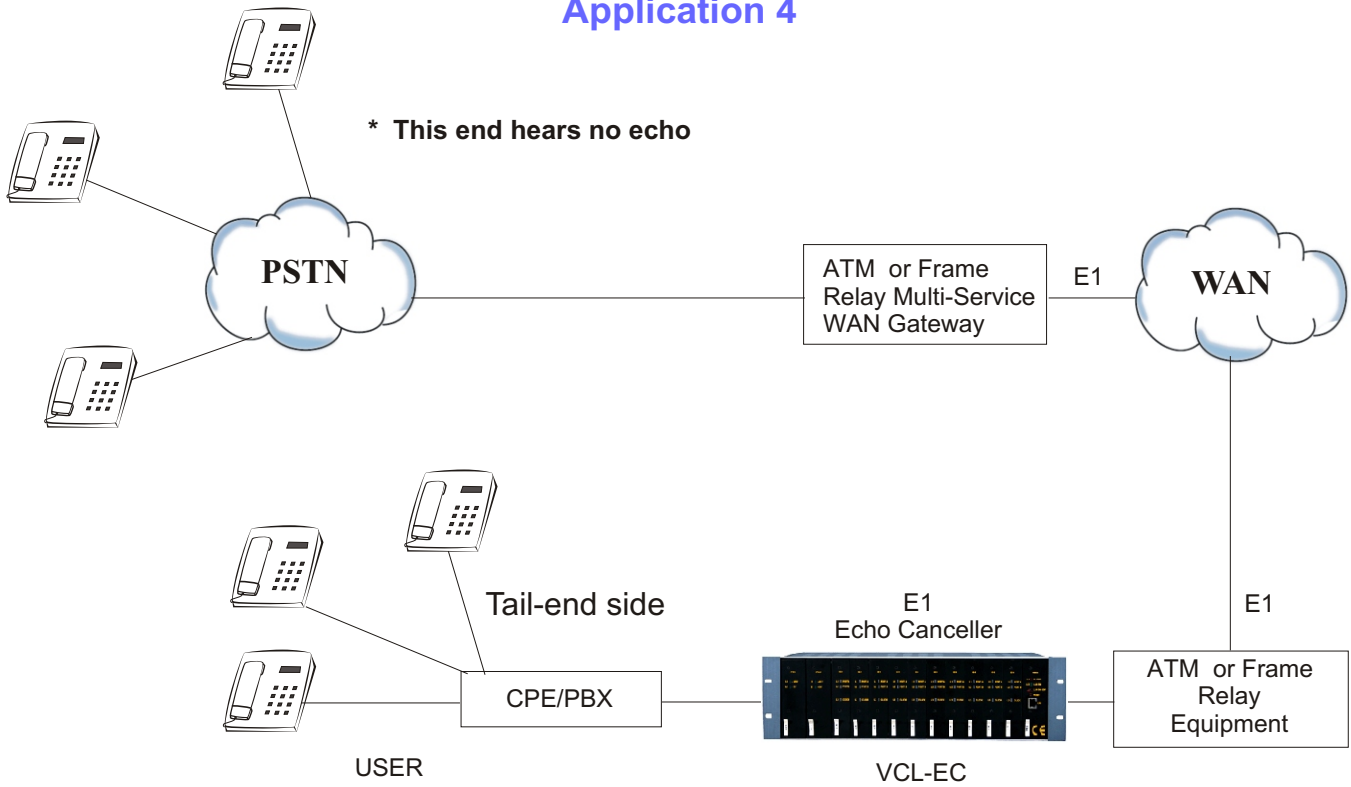 Application 4
* This end hears no echo
PSTN
ATM or Frame
Relay Multi-Service
WAN Gateway
E1
WAN
Tail-end side
E1
Echo Canceller
E1
CPE/PBX
ATM or Frame
Relay
Equipment
USER
VCL-EC